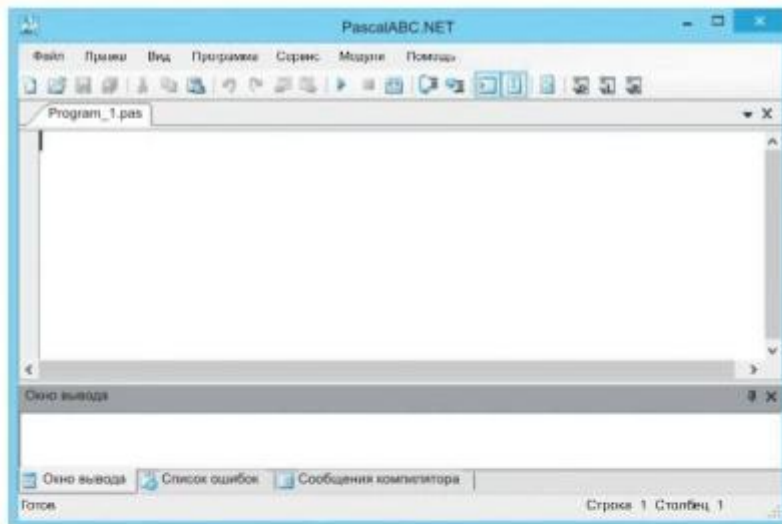 PascalABC.NET
Файл Правка Вид Программа Сервис Модули Помощь
Program_1.pas
Окно вывода
Окно вывода Список ошибок Сообщения компилятора
Готов Строка 1 Столбец 1